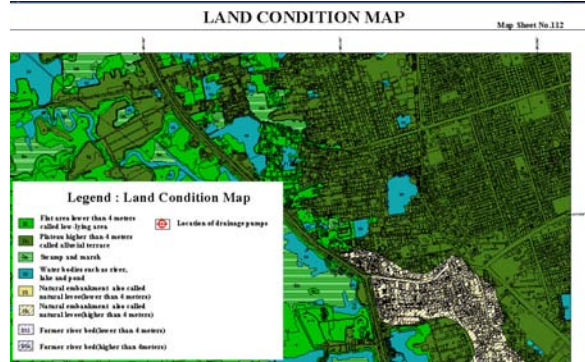 LAND CONDITION MAP
Map Sheet No.112
Legend : Land Condition Map
Flat area lower than 4 meters
called low-lying area
Location of drainage pumps
Plateau higher than 4 meters
called alluvial terrace
Swamp and marsh
Water bodies such as river,
lake and pond
Natural embankment also called
natural levee(lower than 4 meters)
Natural embankment also called
natural levee(higher than 4 meters)
Former river bed(lower than 4 meters)
Former river bed(higher than 4meters)